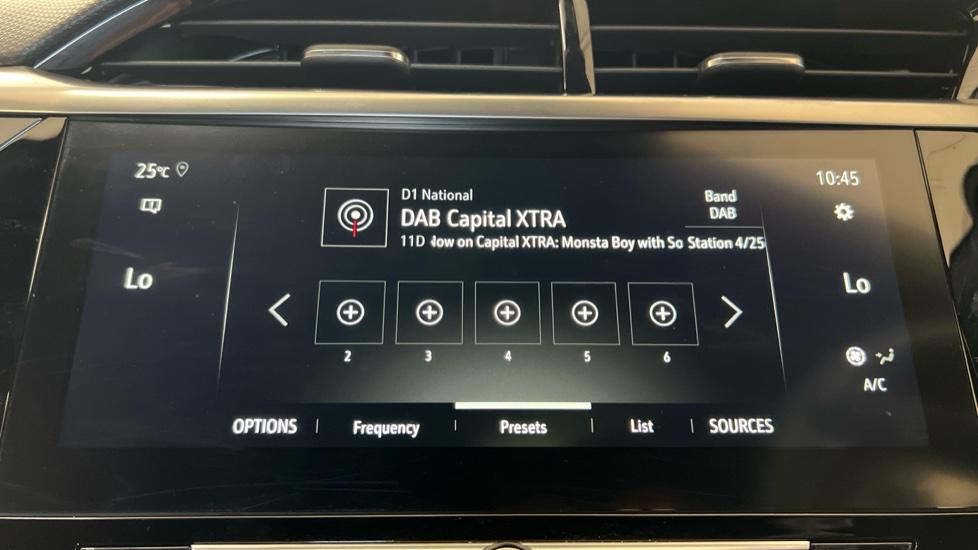 25°C
10:45
D1 National
Band
DAB Capital XTRA
DAB
11D Now on Capital XTRA: Monsta Boy with So Station 4/25
Lo
Lo
2 3 4 5 6
A/C
OPTIONS | Frequency | Presets | List | SOURCES